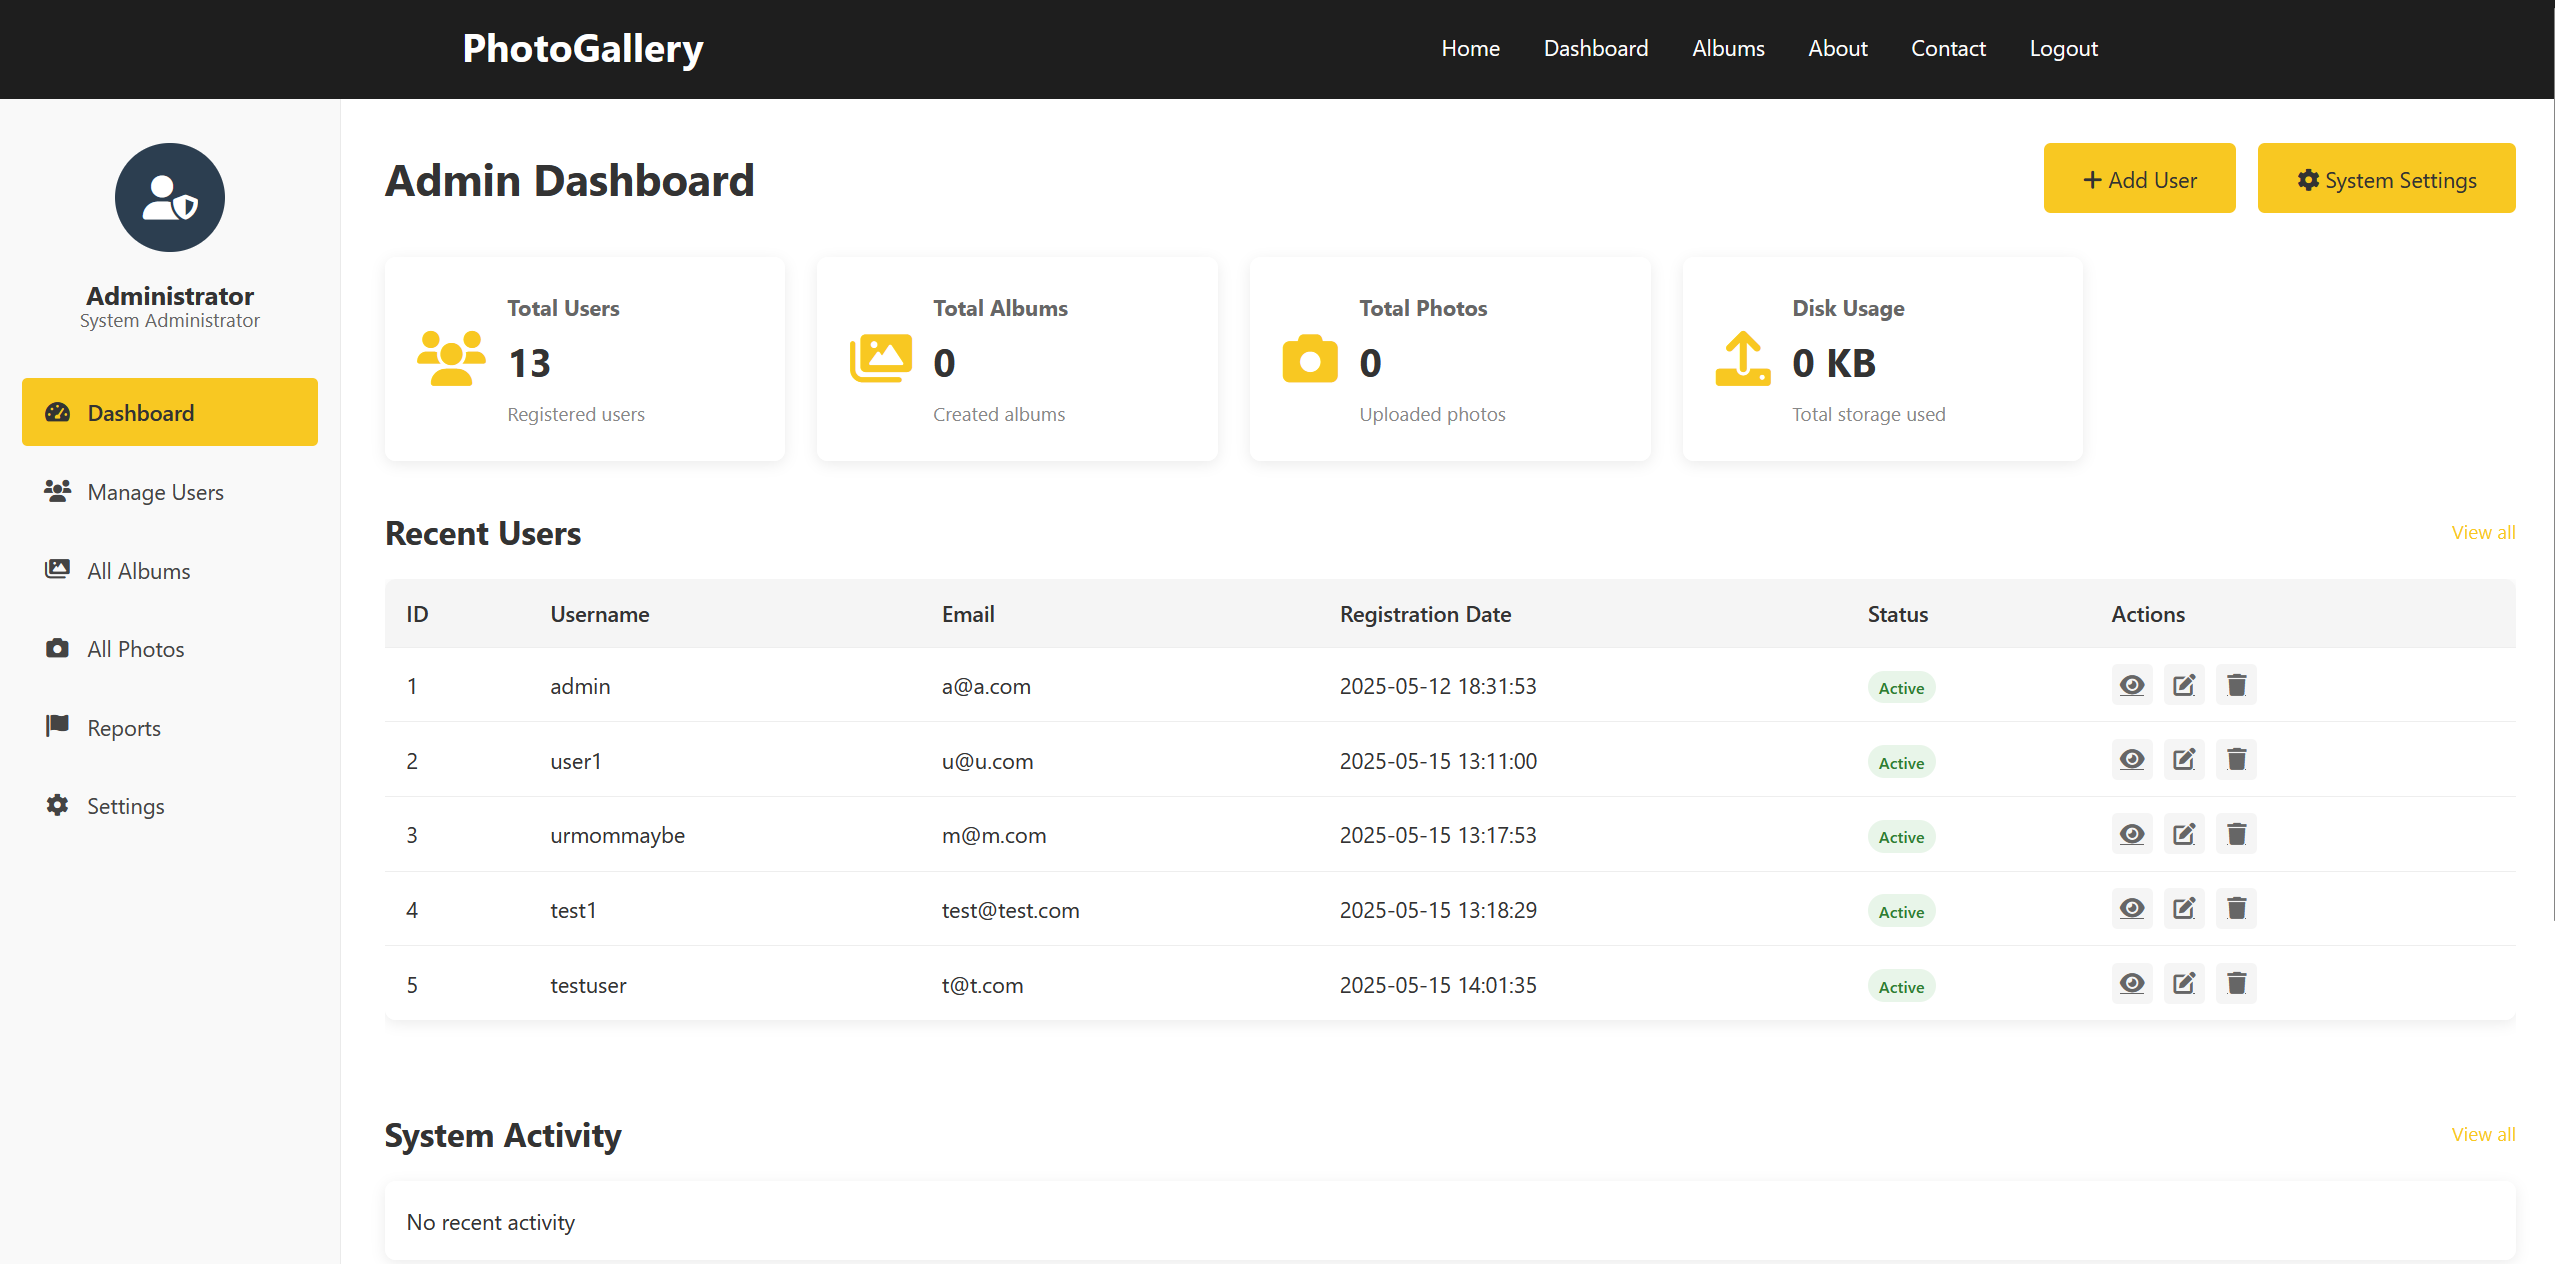 PhotoGallery
Home Dashboard Albums About Contact Logout
Administrator
System Administrator
Dashboard
Manage Users
All Albums
All Photos
Reports
Settings
Admin Dashboard
Add User
System Settings
Total Users
13
Registered users
Total Albums
0
Created albums
Total Photos
0
Uploaded photos
Disk Usage
0 KB
Total storage used
Recent Users
View all
ID Username Email Registration Date Status Actions
1 admin a@a.com 2025-05-12 18:31:53 Active
2 user1 u@u.com 2025-05-15 13:11:00 Active
3 urmommaybe m@m.com 2025-05-15 13:17:53 Active
4 test1 test@test.com 2025-05-15 13:18:29 Active
5 testuser t@t.com 2025-05-15 14:01:35 Active
System Activity
View all
No recent activity